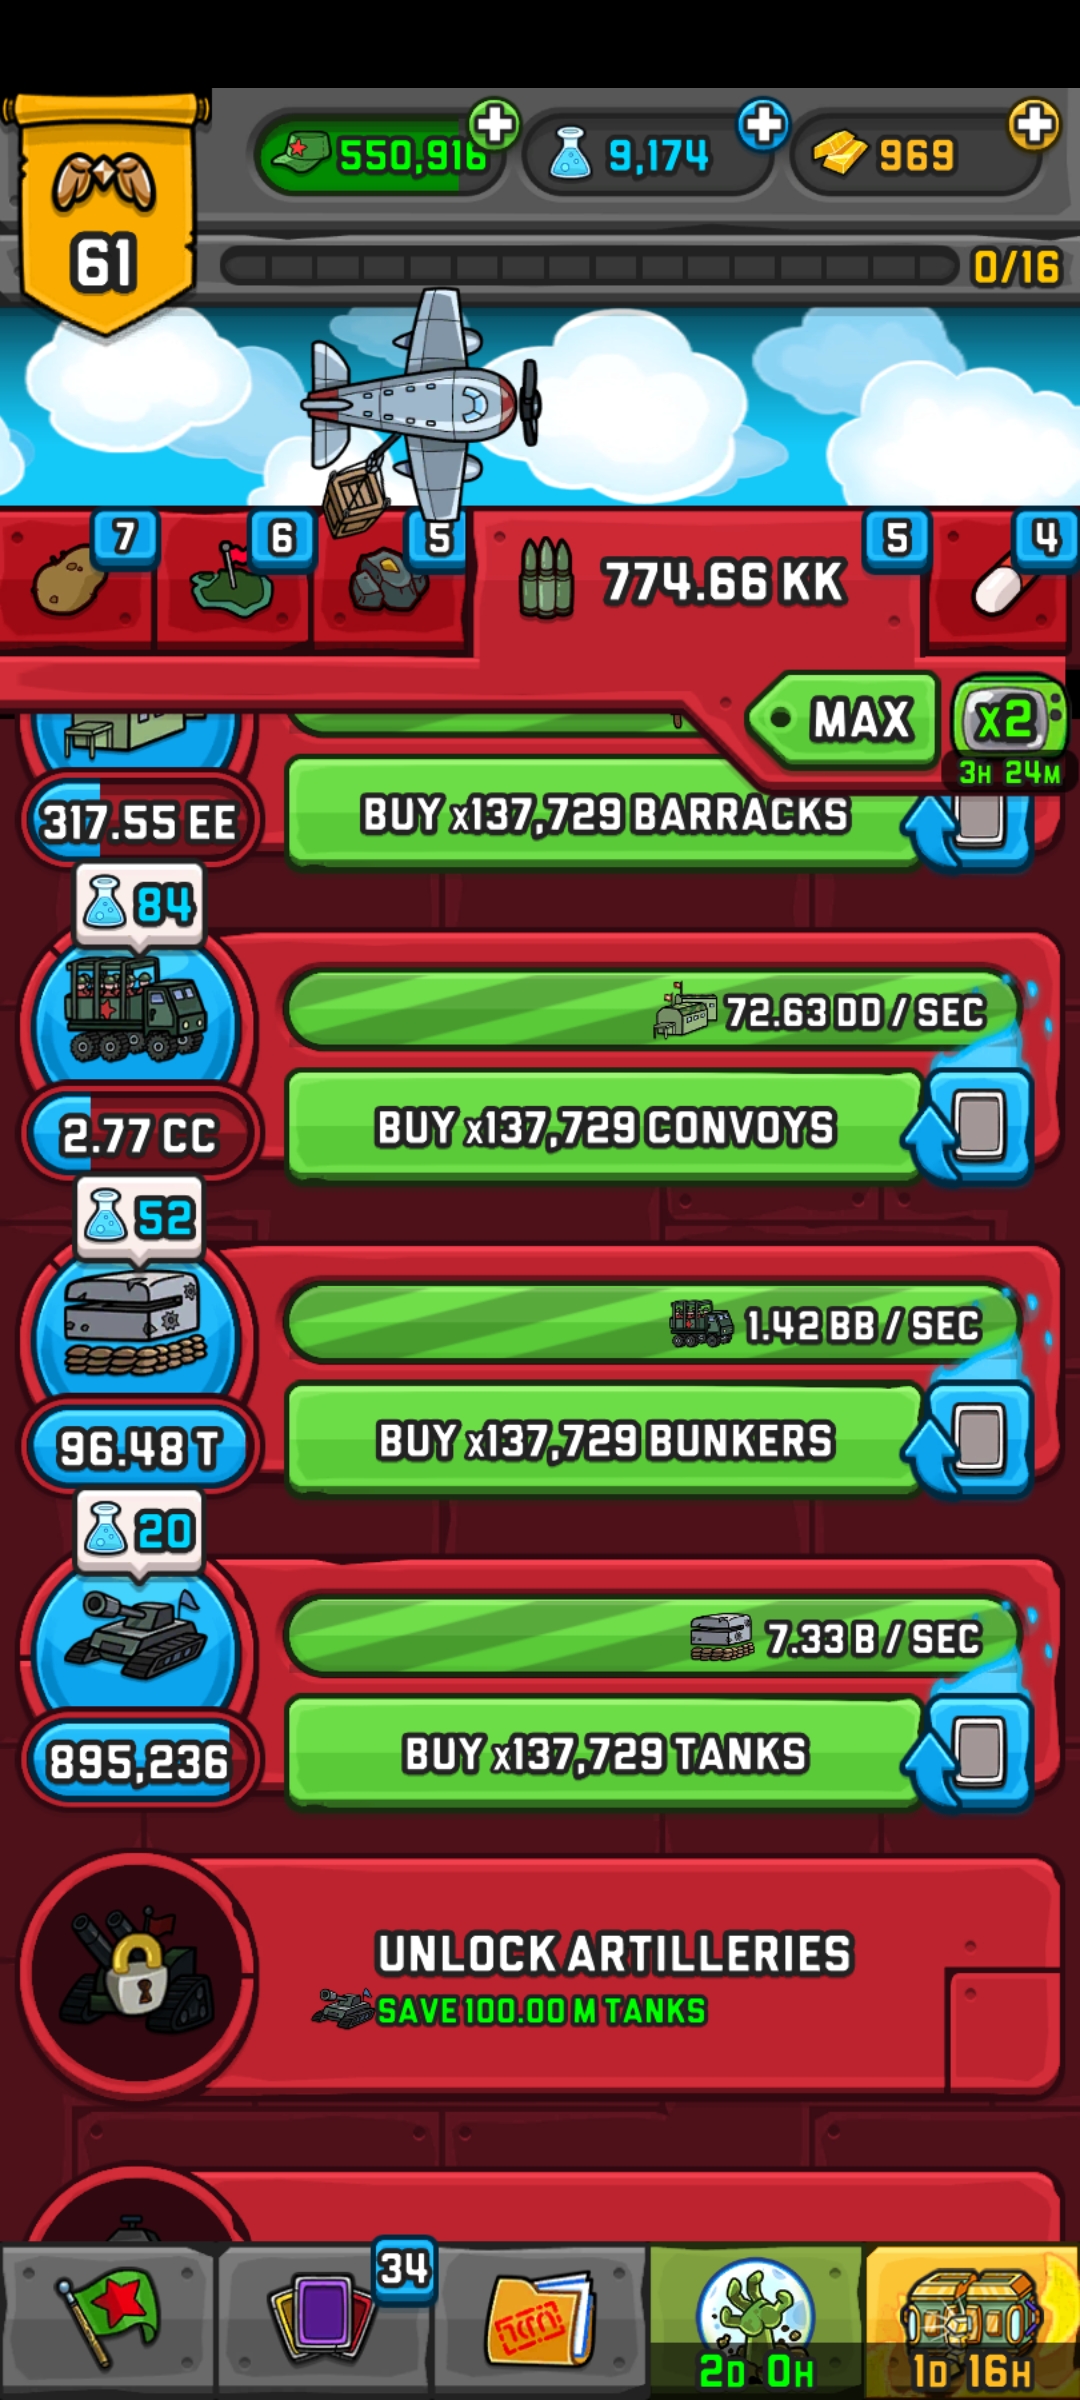 550,916
9,174
969
61
0/16
7
6
5
774.66 KK
5
4
MAX
x2
3H 24M
317.55 EE
BUY x137,729 BARRACKS
84
72.63 DD / SEC
2.77 CC
BUY x137,729 CONVOYS
52
1.42 BB / SEC
96.48 T
BUY x137,729 BUNKERS
20
7.33 B / SEC
895,236
BUY x137,729 TANKS
UNLOCK ARTILLERIES
SAVE 100.00 M TANKS
34
2D 0H
1D 16H